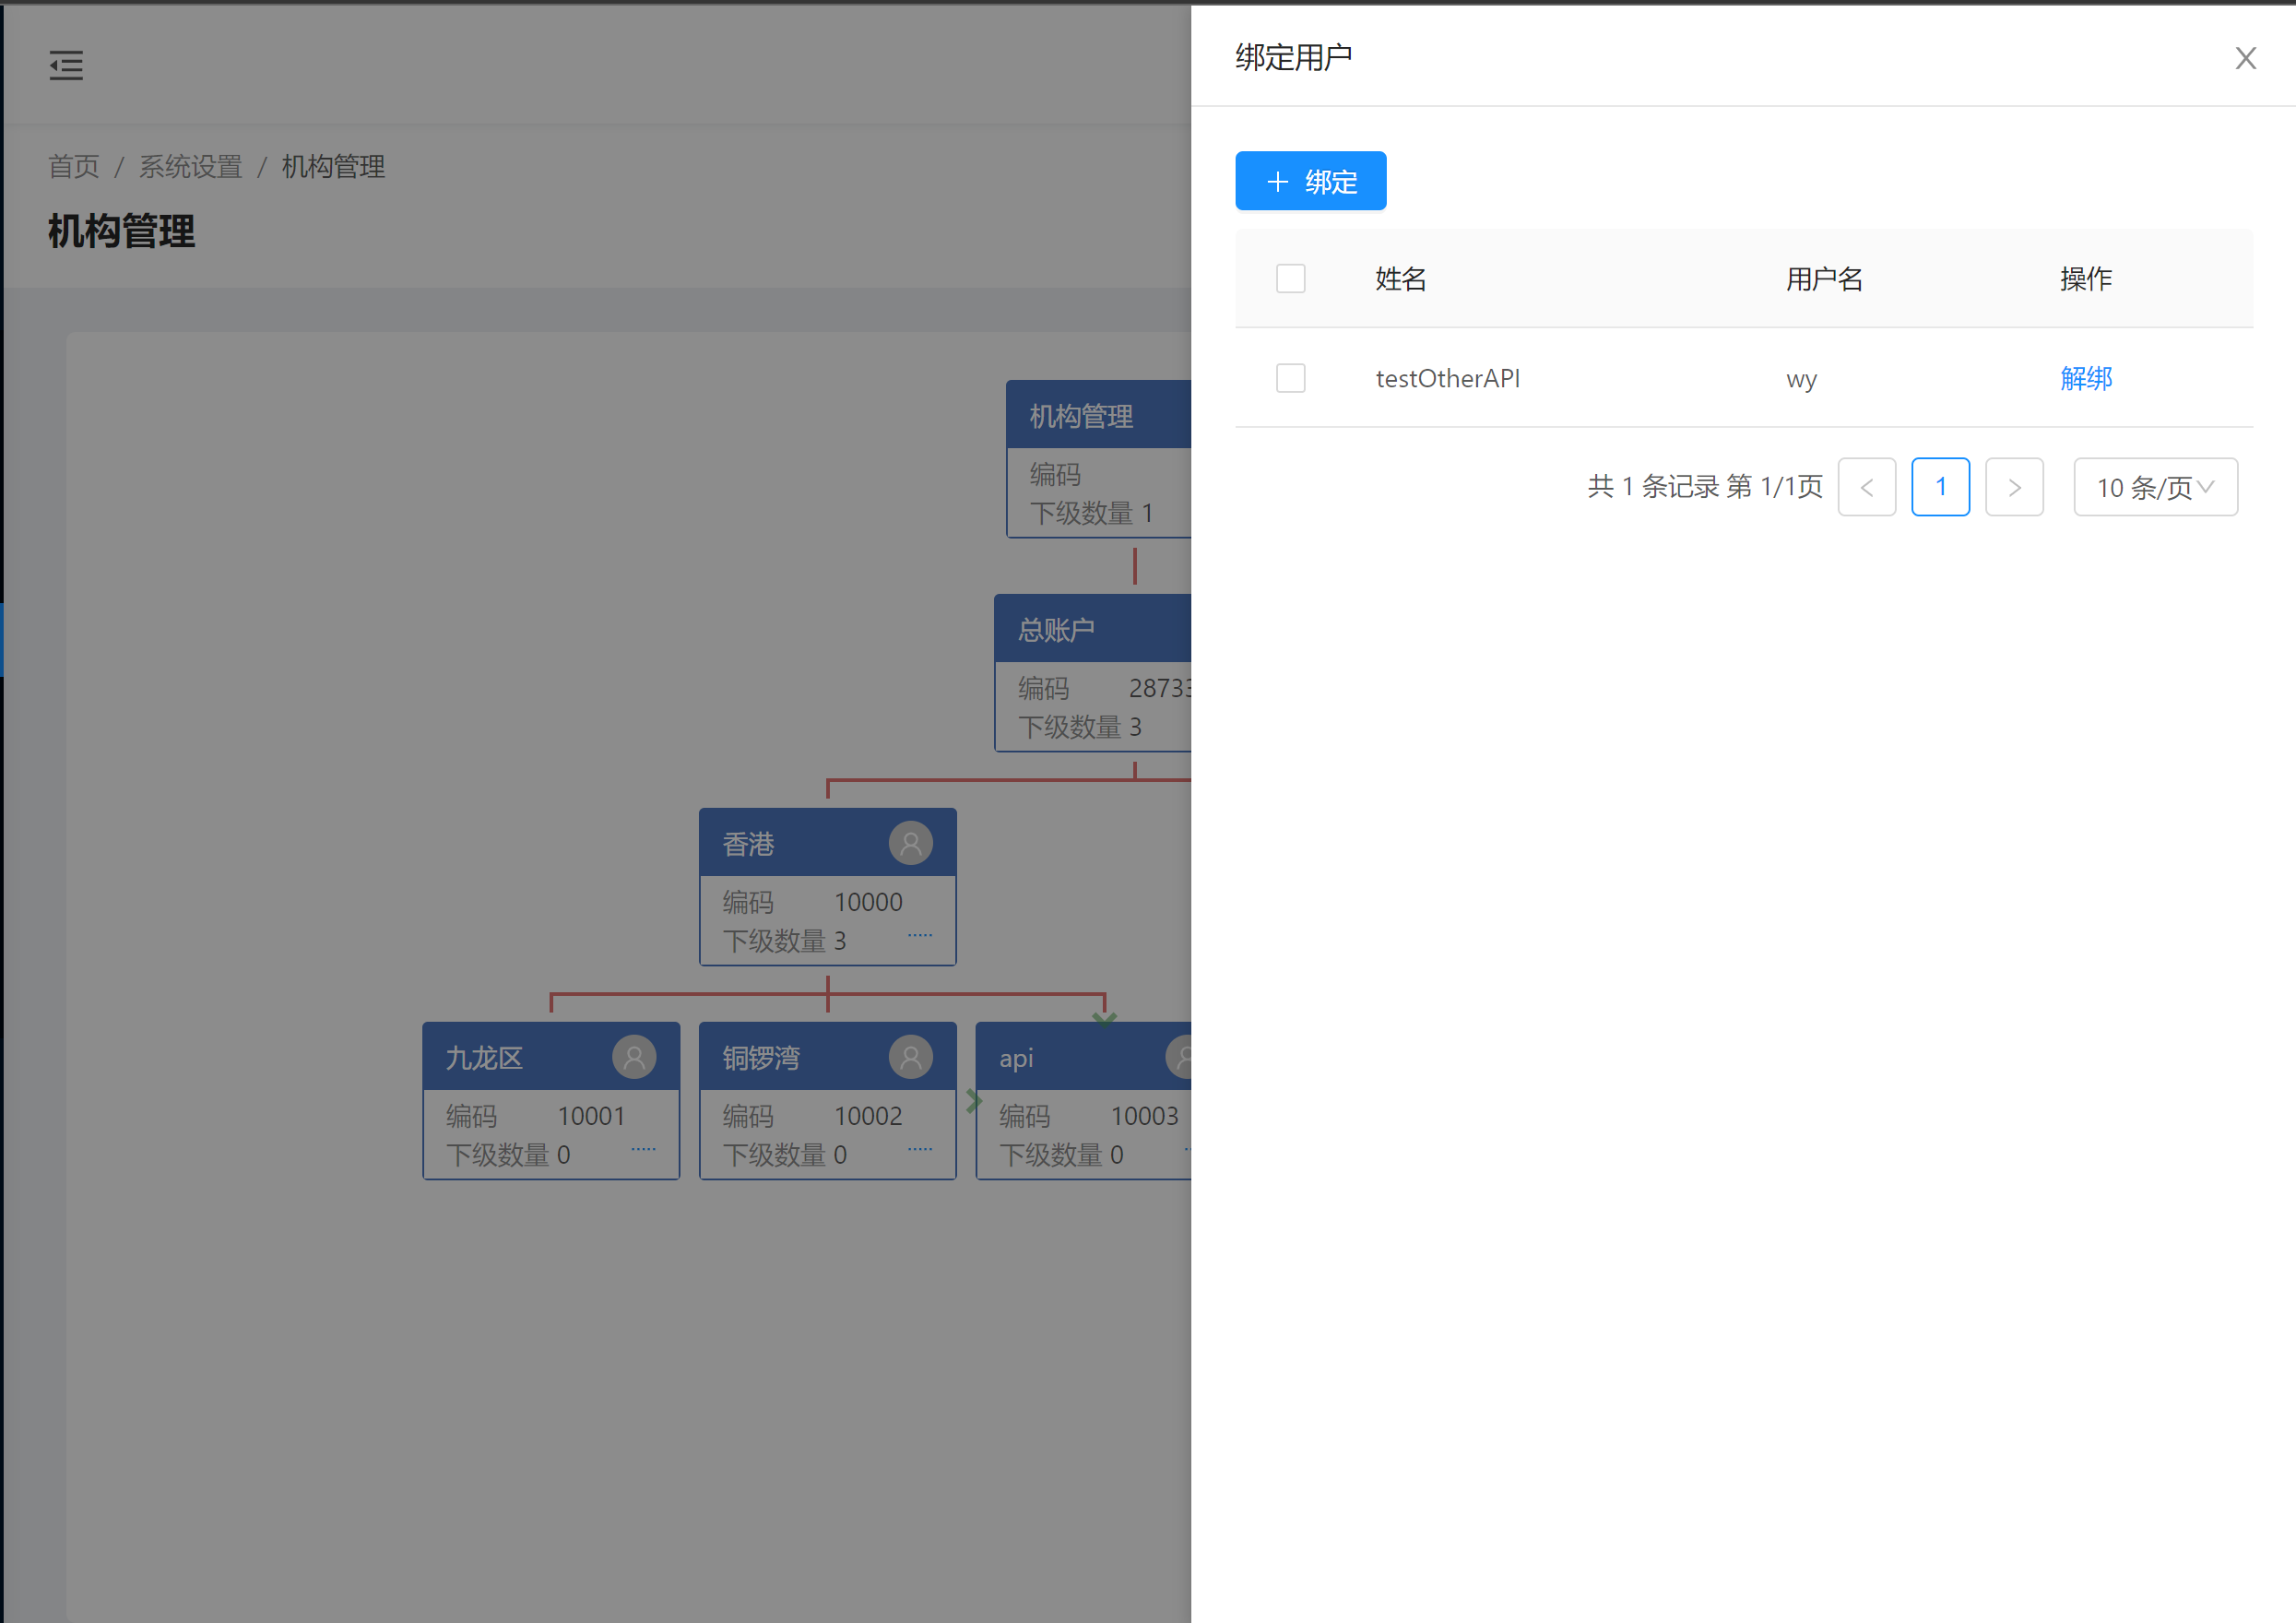 首页 / 系统设置 / 机构管理
机构管理
机构管理
编码
下级数量 1
总账户
编码 28733
下级数量 3
香港
编码 10000
下级数量 3
九龙区
编码 10001
下级数量 0
铜锣湾
编码 10002
下级数量 0
api
编码 10003
下级数量 0
绑定用户
绑定
姓名 用户名 操作
testOtherAPI wy 解绑
共 1 条记录 第 1/1页 1 10 条/页